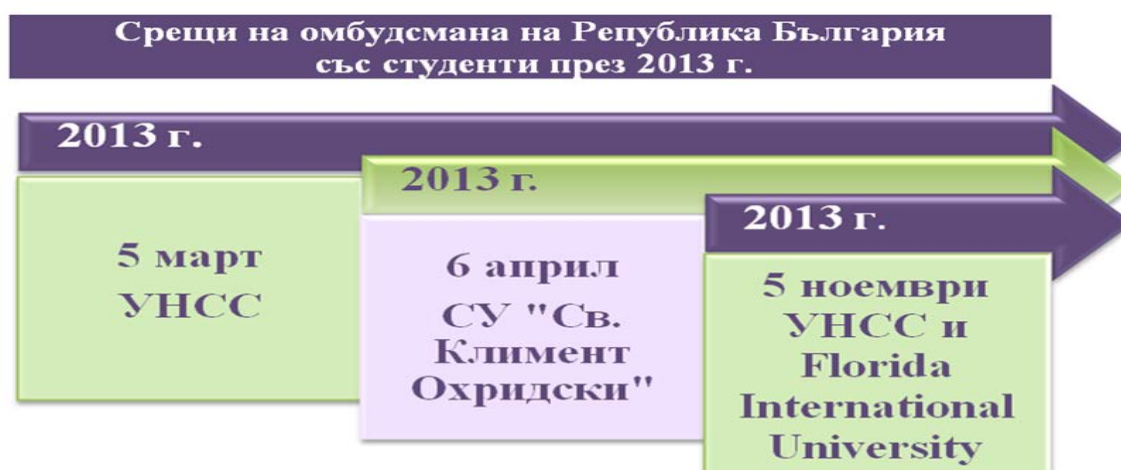 Срещи на омбудсмана на Република България
със студенти през 2013 г.
2013 г.
5 март
УНСС
2013 г.
6 април
СУ "Св.
Климент
Охридски"
2013 г.
5 ноември
УНСС и
Florida
International
University